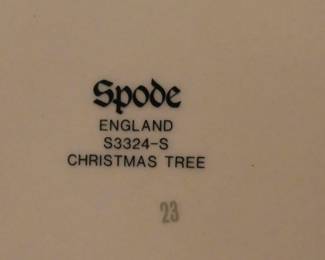 Spode
ENGLAND
S3324-S
CHRISTMAS TREE
23